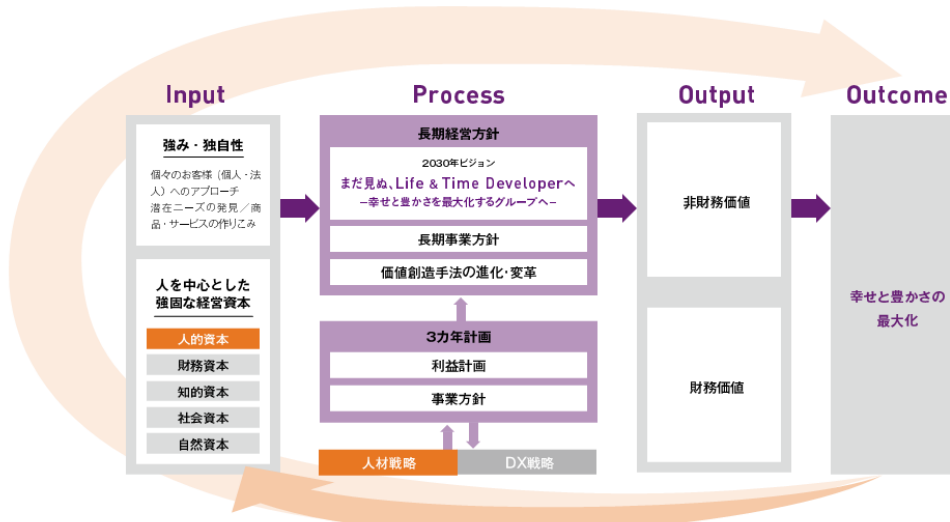 Input
強み・独自性
個々のお客様（個人・法
人）へのアプローチ
潜在ニーズの発見／商
品・サービスの作りこみ
人を中心とした
強固な経営資本
人的資本
財務資本
知的資本
社会資本
自然資本
Process
長期経営方針
2030年ビジョン
まだ見ぬ、Life & Time Developerへ
－幸せと豊かさを最大化するグループへ－
長期事業方針
価値創造手法の進化・変革
3カ年計画
利益計画
事業方針
人材戦略
DX戦略
Output
非財務価値
財務価値
Outcome
幸せと豊かさの
最大化